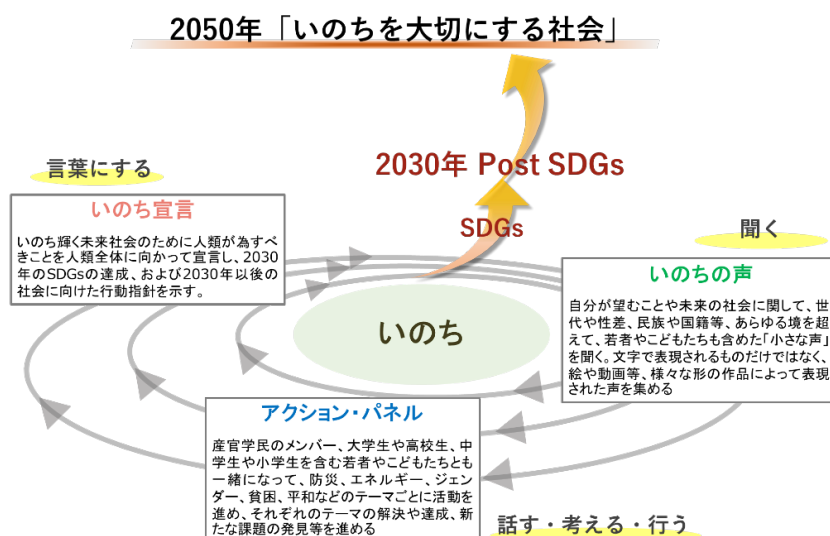 2050年「いのちを大切にする社会」
2030年 Post SDGs
SDGs
言葉にする
いのち宣言
いのち輝く未来社会のために人類が為すべ
きことを人類全体に向かって宣言し、2030
年のSDGsの達成、および2030年以後の
社会に向けた行動指針を示す。
聞く
いのちの声
自分が望むことや未来の社会に関して、世
代や性差、民族や国籍等、あらゆる境を超
えて、若者やこどもたちも含めた「小さな声」
を聞く。文字で表現されるものだけではなく、
絵や動画等、様々な形の作品によって表現
された声を集める
いのち
アクション・パネル
産官学民のメンバー、大学生や高校生、中
学生や小学生を含む若者やこどもたちとも
一緒になって、防災、エネルギー、ジェン
ダー、貧困、平和などのテーマごとに活動を
進め、それぞれのテーマの解決や達成、新
たな課題の発見等を進める
話す・考える・行う